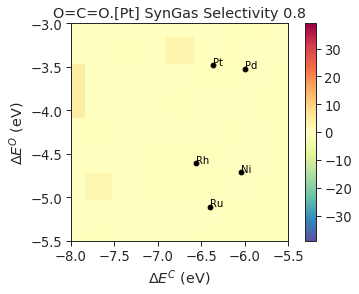 O=C=O.[Pt] SynGas Selectivity 0.8
−3.0
−3.5
−4.0
−4.5
−5.0
−5.5
ΔE^O (eV)
Pt
Pd
Rh
Ni
Ru
−8.0 −7.5 −7.0 −6.5 −6.0 −5.5
ΔE^C (eV)
30
20
10
0
−10
−20
−30